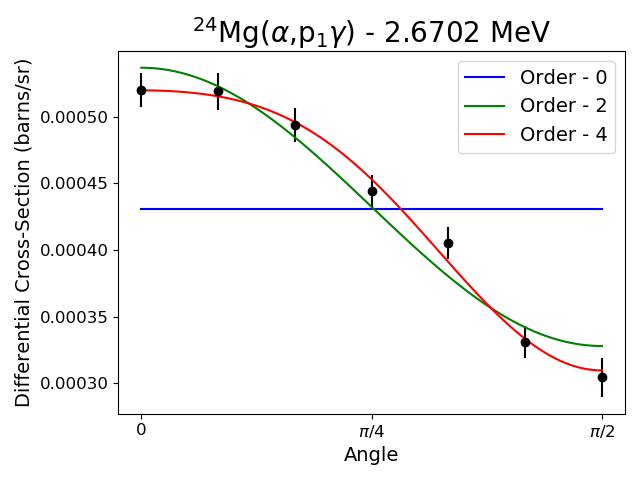 ²⁴Mg(α,p₁γ) - 2.6702 MeV
Order - 0
Order - 2
Order - 4
Differential Cross-Section (barns/sr)
0.00050
0.00045
0.00040
0.00035
0.00030
0
π/4
π/2
Angle